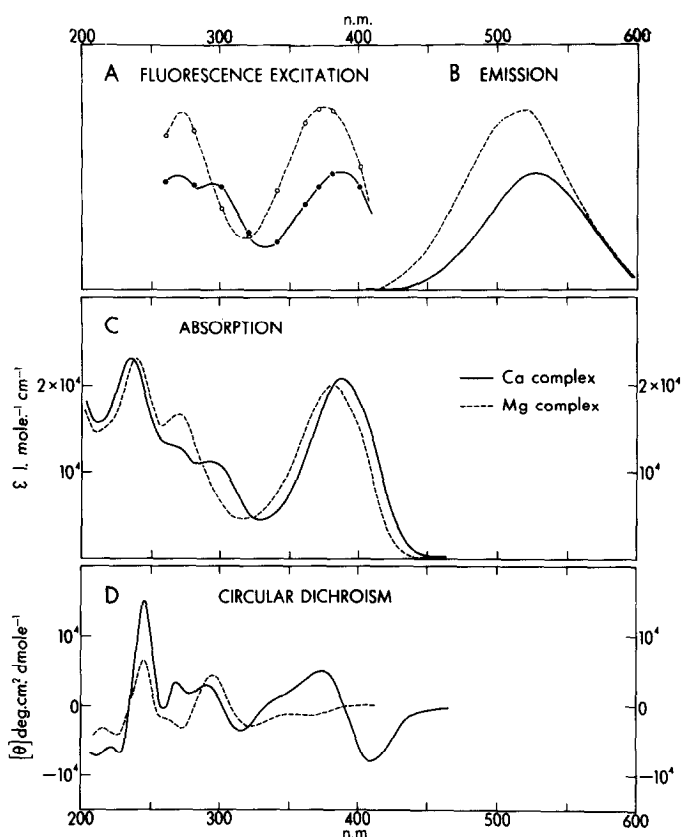 n.m.
200 300 400 500 600
A FLUORESCENCE EXCITATION B EMISSION
C ABSORPTION
Ca complex
Mg complex
2×10⁴ 2×10⁴
10⁴ 10⁴
Ɛ l. mole.⁻¹ cm⁻¹
D CIRCULAR DICHROISM
10⁴ 10⁴
0 0
−10⁴ −10⁴
[θ] deg. cm.² dmole⁻¹
200 300 400 500 600
n.m.